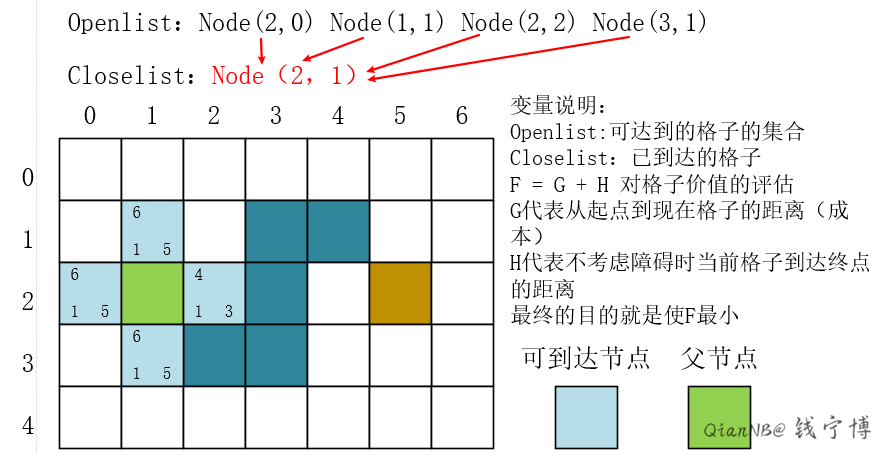 Openlist: Node(2,0) Node(1,1) Node(2,2) Node(3,1)
Closelist: Node（2, 1）
0 1 2 3 4 5 6
0
1
2
3
4
6
1 5
6
1 5
4
1 3
6
1 5
变量说明：
Openlist:可达到的格子的集合
Closelist：已到达的格子
F = G + H 对格子价值的评估
G代表从起点到现在格子的距离（成
本）
H代表不考虑障碍时当前格子到达终点
的距离
最终的目的就是使F最小
可到达节点 父节点
QianNB@ 钱宁博